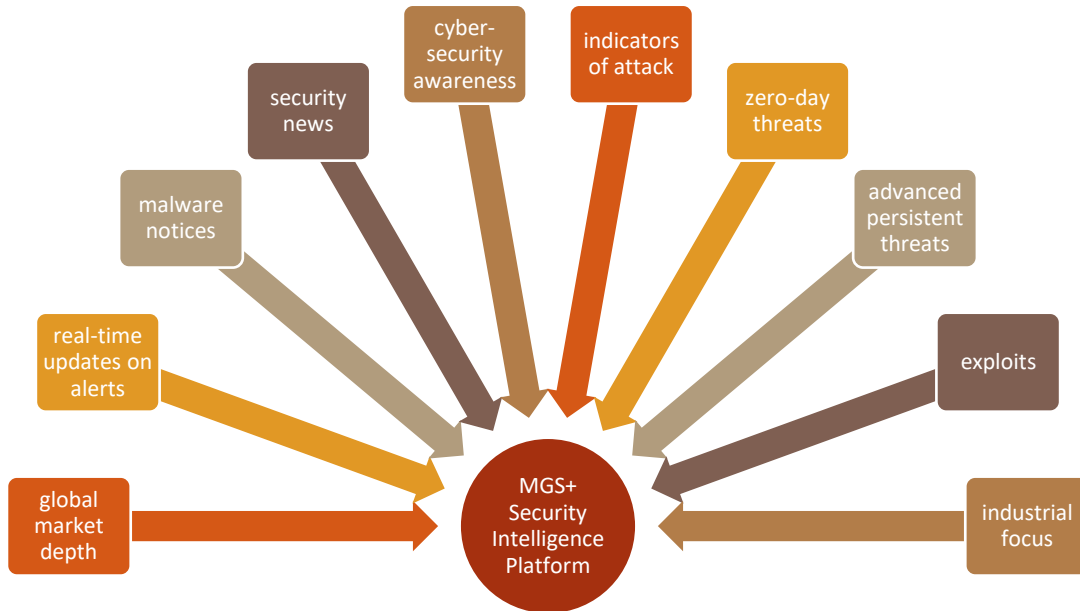 cyber-
security
awareness
indicators
of attack
security
news
zero-day
threats
malware
notices
advanced
persistent
threats
real-time
updates on
alerts
exploits
global
market
depth
MGS+
Security
Intelligence
Platform
industrial
focus